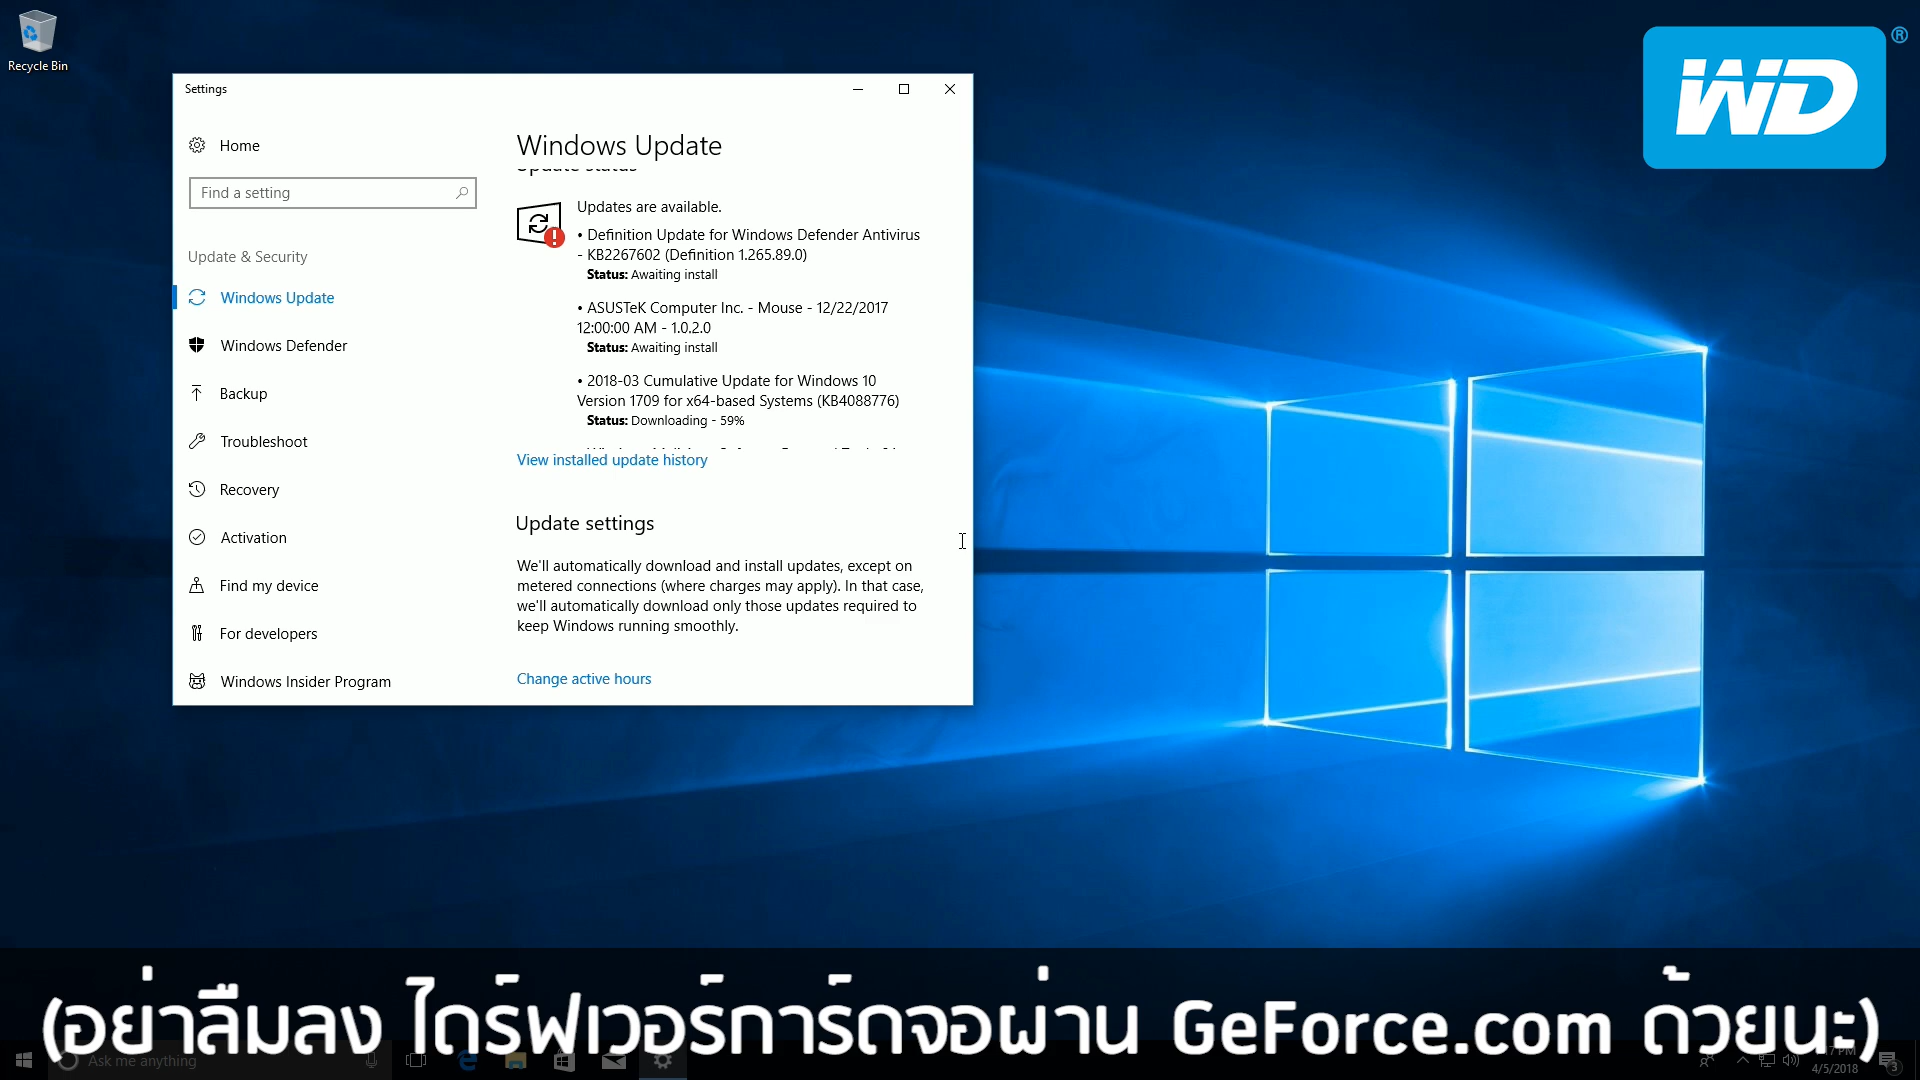 Recycle Bin
WD®
Settings
Home
Find a setting
Update & Security
Windows Update
Windows Defender
Backup
Troubleshoot
Recovery
Activation
Find my device
For developers
Windows Insider Program
Windows Update
Update status
Updates are available.
• Definition Update for Windows Defender Antivirus
- KB2267602 (Definition 1.265.89.0)
Status: Awaiting install
• ASUSTeK Computer Inc. - Mouse - 12/22/2017
12:00:00 AM - 1.0.2.0
Status: Awaiting install
• 2018-03 Cumulative Update for Windows 10
Version 1709 for x64-based Systems (KB4088776)
Status: Downloading - 59%
View installed update history
Update settings
We'll automatically download and install updates, except on
metered connections (where charges may apply). In that case,
we'll automatically download only those updates required to
keep Windows running smoothly.
Change active hours
(อย่าลืมลง ไดร์ฟเวอร์การ์ดจอผ่าน GeForce.com ด้วยนะ)
Ask me anything
PM
4/5/2018
3